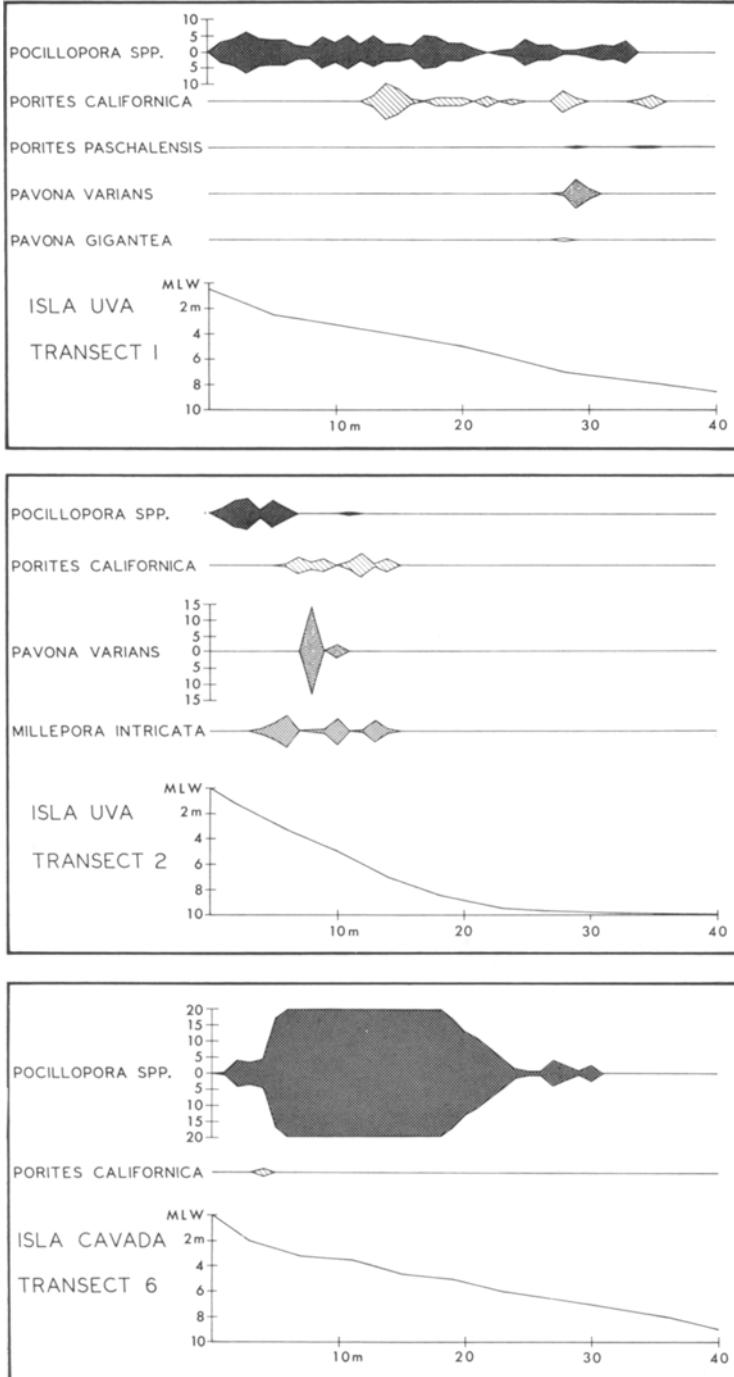 10
5
POCILLOPORA SPP. 0
5
10
PORITES CALIFORNICA
PORITES PASCHALENSIS
PAVONA VARIANS
PAVONA GIGANTEA
MLW
ISLA UVA
TRANSECT 1
2m
4
6
8
10
10m 20 30 40
POCILLOPORA SPP.
PORITES CALIFORNICA
15
10
5
PAVONA VARIANS 0
5
10
15
MILLEPORA INTRICATA
MLW
ISLA UVA
TRANSECT 2
2m
4
6
8
10
10m 20 30 40
20
15
10
5
POCILLOPORA SPP. 0
5
10
15
20
PORITES CALIFORNICA
MLW
ISLA CAVADA
TRANSECT 6
2m
4
6
8
10
10m 20 30 40